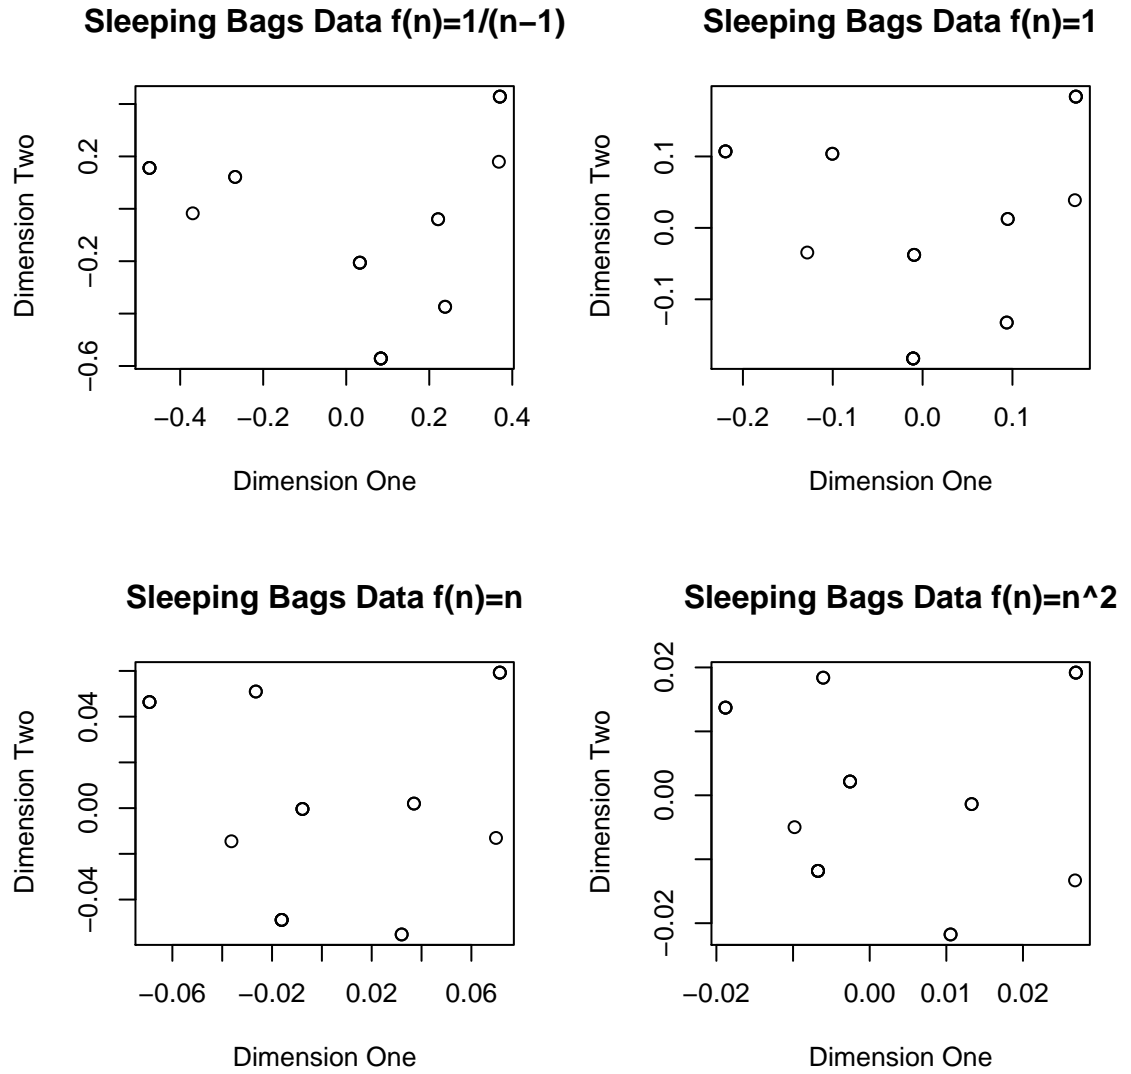 Sleeping Bags Data f(n)=1/(n−1)
Dimension Two
0.2
−0.2
−0.6
−0.4 −0.2 0.0 0.2 0.4
Dimension One
Sleeping Bags Data f(n)=1
Dimension Two
0.1
0.0
−0.1
−0.2 −0.1 0.0 0.1
Dimension One
Sleeping Bags Data f(n)=n
Dimension Two
0.04
0.00
−0.04
−0.06 −0.02 0.02 0.06
Dimension One
Sleeping Bags Data f(n)=n^2
Dimension Two
0.02
0.00
−0.02
−0.02 0.00 0.01 0.02
Dimension One